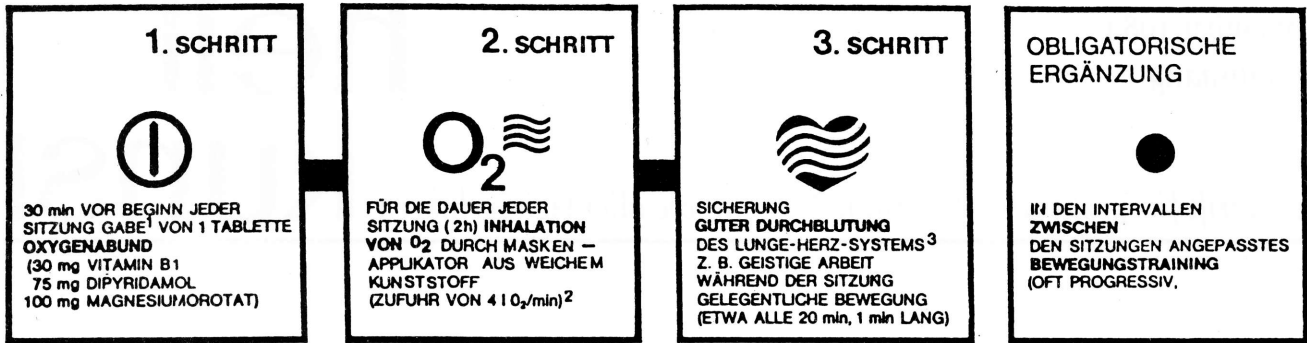 1. SCHRITT
30 min VOR BEGINN JEDER
SITZUNG GABE¹ VON 1 TABLETTE
OXYGENABUND
(30 mg VITAMIN B1
75 mg DIPYRIDAMOL
100 mg MAGNESIUMOROTAT)
2. SCHRITT
O₂
FÜR DIE DAUER JEDER
SITZUNG (2h) INHALATION
VON O₂ DURCH MASKEN –
APPLIKATOR AUS WEICHEM
KUNSTSTOFF
(ZUFUHR VON 4 l O₂/min)²
3. SCHRITT
SICHERUNG
GUTER DURCHBLUTUNG
DES LUNGE-HERZ-SYSTEMS³
Z. B. GEISTIGE ARBEIT
WÄHREND DER SITZUNG
GELEGENTLICHE BEWEGUNG
(ETWA ALLE 20 min, 1 min LANG)
OBLIGATORISCHE
ERGÄNZUNG
IN DEN INTERVALLEN
ZWISCHEN
DEN SITZUNGEN ANGEPASSTES
BEWEGUNGSTRAINING
(OFT PROGRESSIV,